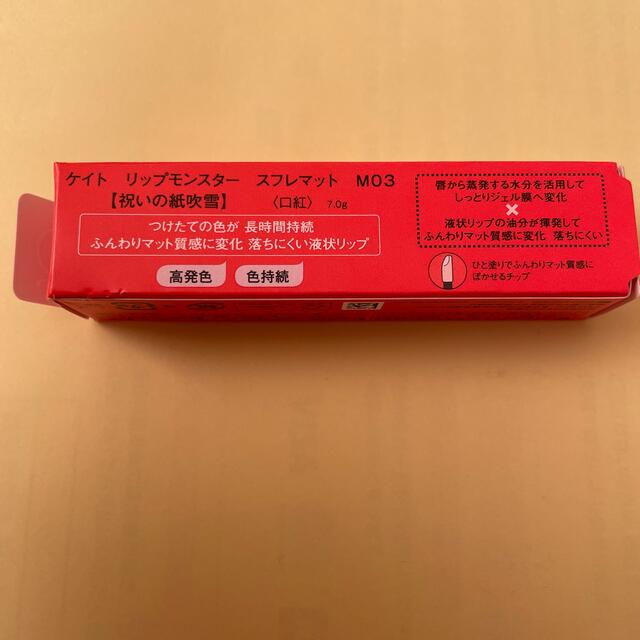 ケイト リップモンスター スフレマット M03
【祝いの紙吹雪】 〈口紅〉 7.0g
つけたての色が 長時間持続
ふんわりマット質感に変化 落ちにくい液状リップ
高発色 色持続
唇から蒸発する水分を活用して
しっとりジェル膜へ変化
×
液状リップの油分が揮発して
ふんわりマット質感に変化 落ちにくい
ひと塗りでふんわりマット質感に
ぼかせるチップ